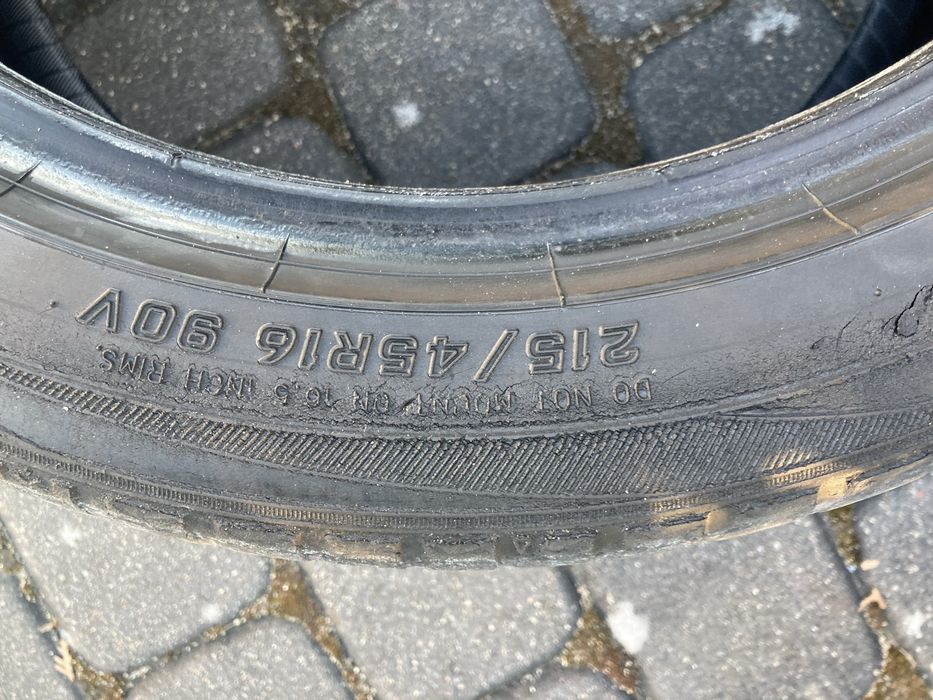 215/45R16 90V
DO NOT MOUNT ON 16,5 INCH RIMS.